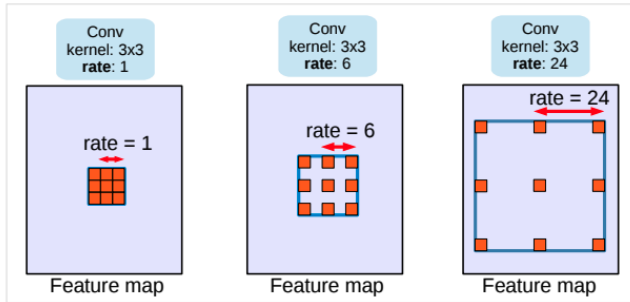 Conv
kernel: 3x3
rate: 1
Conv
kernel: 3x3
rate: 6
Conv
kernel: 3x3
rate: 24
rate = 1
rate = 6
rate = 24
Feature map
Feature map
Feature map